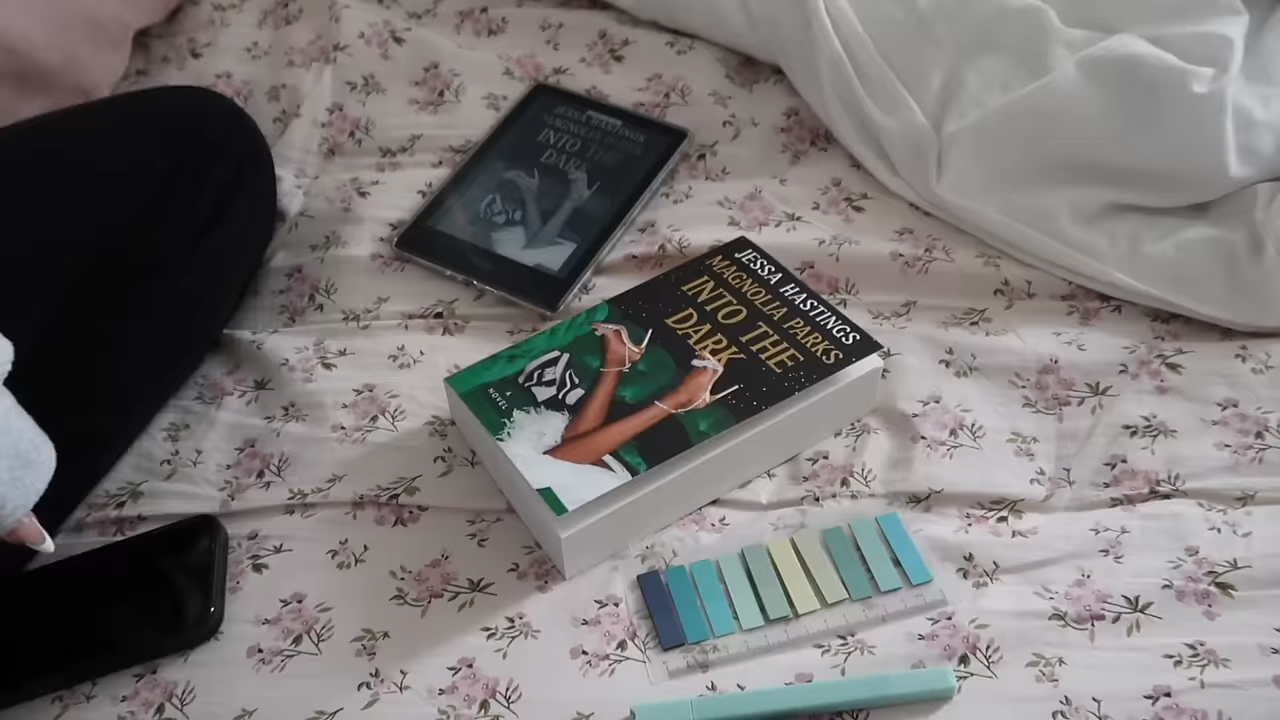 JESSA HASTINGS
MAGNOLIA PARKS
INTO THE
DARK
JESSA HASTINGS
MAGNOLIA PARKS
INTO THE
DARK
A
NOVEL